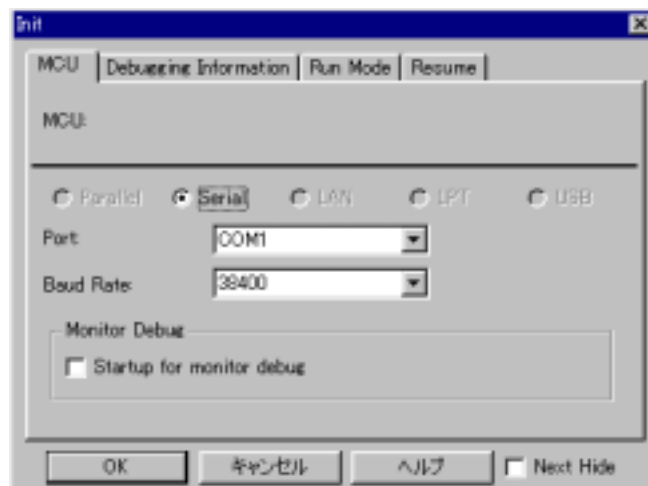 Init
MCU Debugging Information Run Mode Resume
MCU:
Parallel Serial LAN LPT USB
Port: COM1
Baud Rate: 38400
Monitor Debug
Startup for monitor debug
OK キャンセル ヘルプ Next Hide